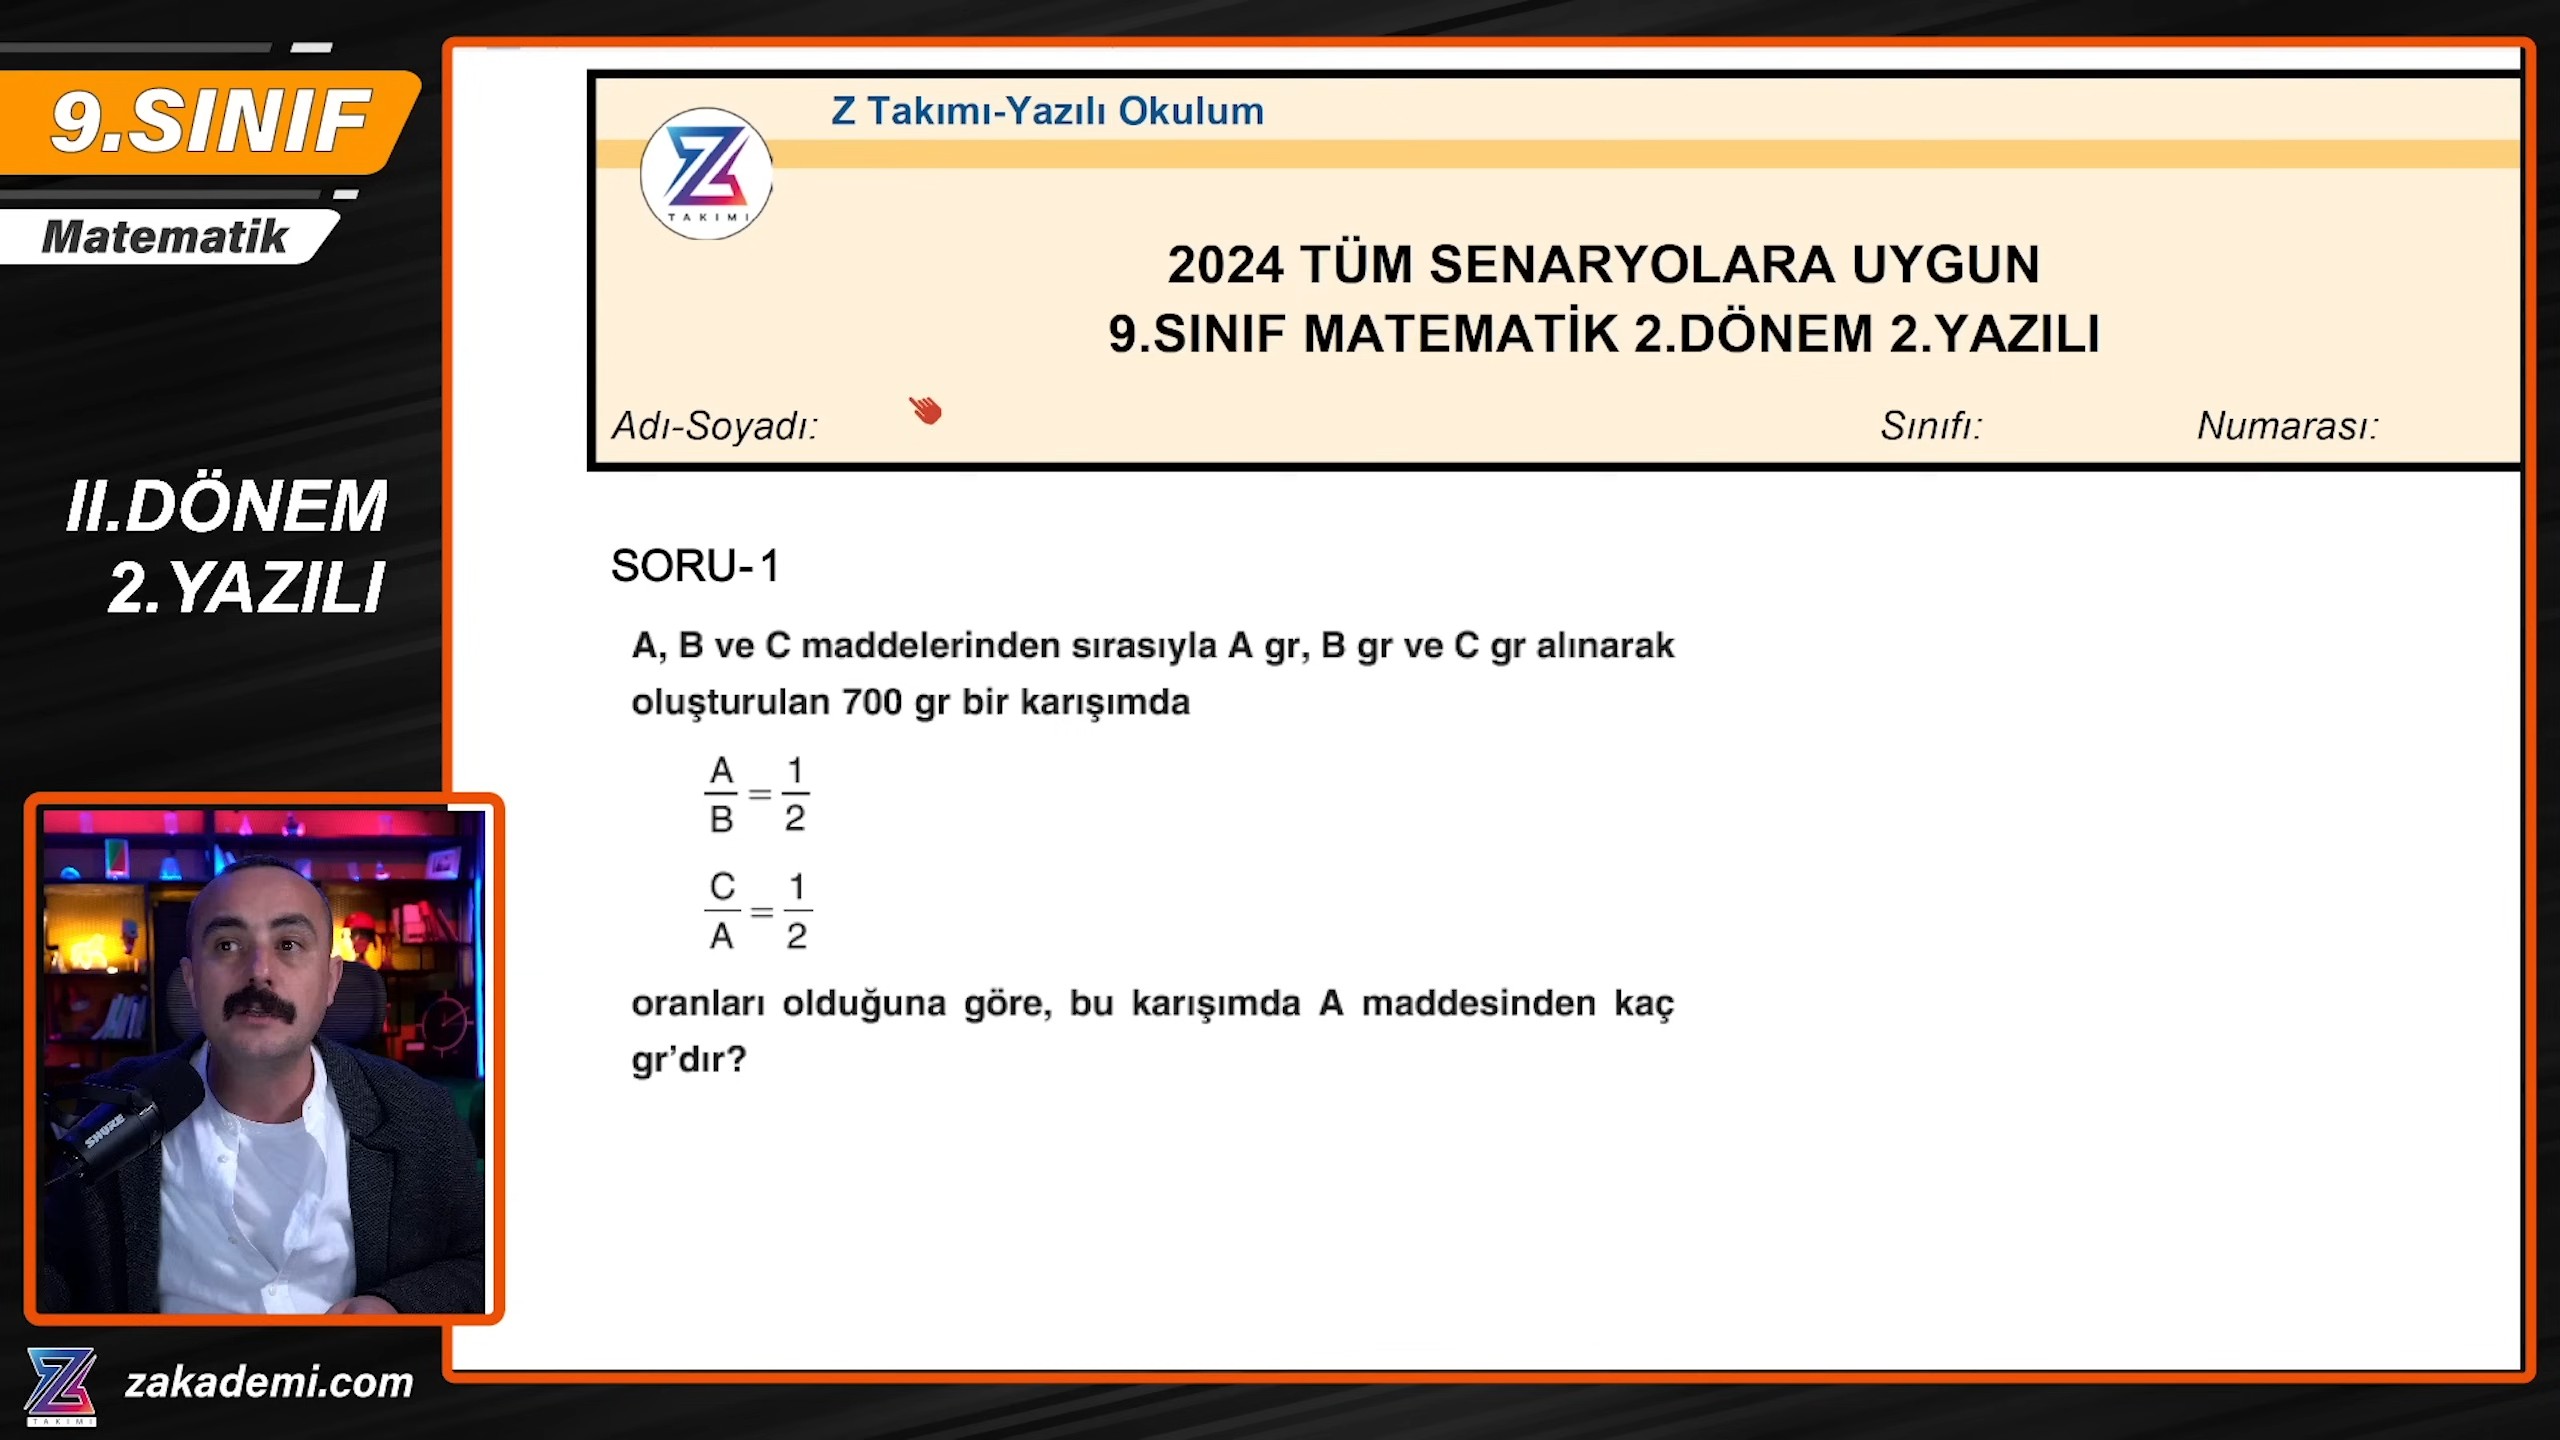 9.SINIF
Matematik
II.DÖNEM
2.YAZILI
Z Takımı-Yazılı Okulum
TAKIMI
2024 TÜM SENARYOLARA UYGUN
9.SINIF MATEMATİK 2.DÖNEM 2.YAZILI
Adı-Soyadı: Sınıfı: Numarası:
SORU-1
A, B ve C maddelerinden sırasıyla A gr, B gr ve C gr alınarak
oluşturulan 700 gr bir karışımda
A/B = 1/2
C/A = 1/2
oranları olduğuna göre, bu karışımda A maddesinden kaç
gr'dır?
SHURE
TAKIMI
zakademi.com